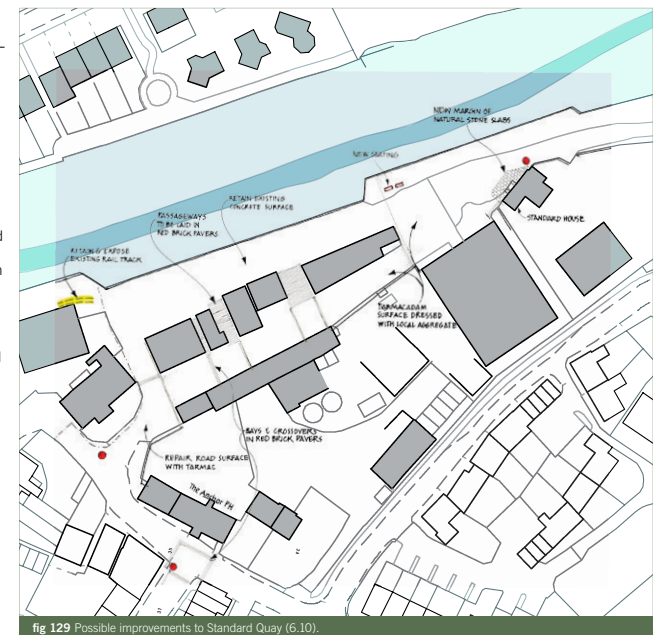 NEW MARGIN OF
NATURAL STONE SLABS
NEW SEATING
RETAIN EXISTING
CONCRETE SURFACE
PASSAGEWAYS
TO BE LAID IN
RED BRICK PAVERS
STANDARD HOUSE
RETAIN & EXPOSE
EXISTING RAIL TRACK
TARMACADAM
SURFACE DRESSED
WITH LOCAL AGGREGATE
BAYS & CROSSOVERS
IN RED BRICK PAVERS
REPAIR ROAD SURFACE
WITH TARMAC
The Anchor PH
fig 129 Possible improvements to Standard Quay (6.10).